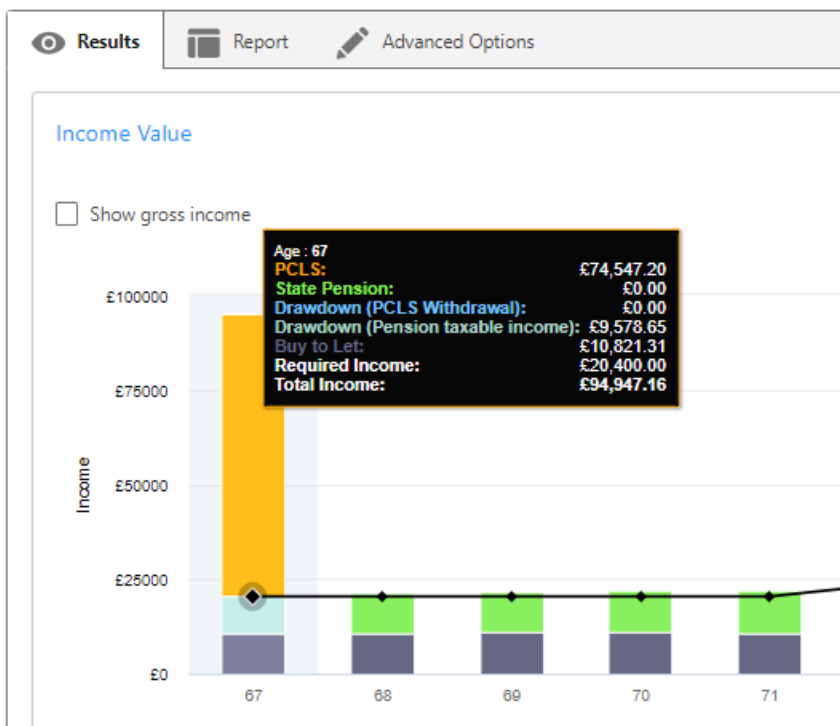 Results Report Advanced Options
Income Value
Show gross income
Age : 67
PCLS: £74,547.20
State Pension: £0.00
Drawdown (PCLS Withdrawal): £0.00
Drawdown (Pension taxable income): £9,578.65
Buy to Let: £10,821.31
Required Income: £20,400.00
Total Income: £94,947.16
£100000
£75000
£50000
£25000
£0
Income
67 68 69 70 71